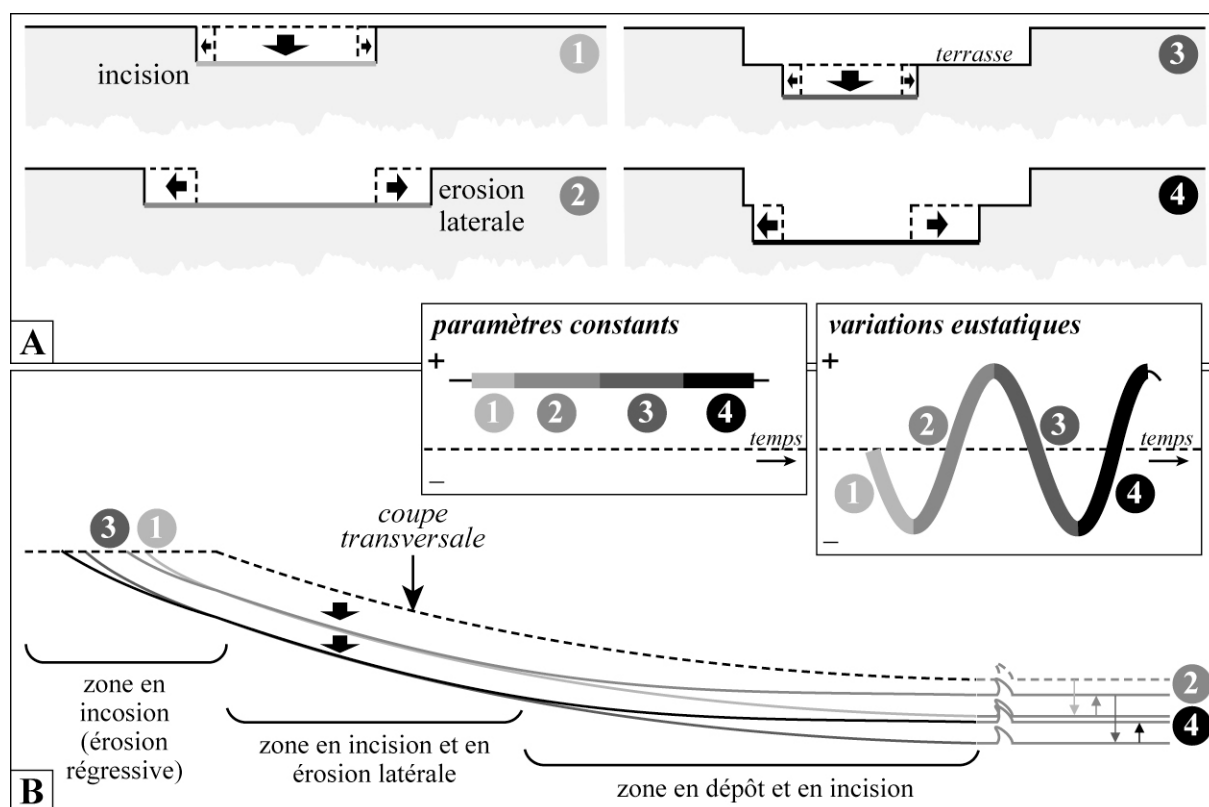 incision
1
terrasse
3
erosion
laterale
2
4
A
paramètres constants
+
1
2
3
4
temps
–
variations eustatiques
+
2
3
temps
1
4
–
3
1
coupe
transversale
2
4
zone en
incosion
(érosion
régressive)
zone en incision et en
érosion latérale
zone en dépôt et en incision
B